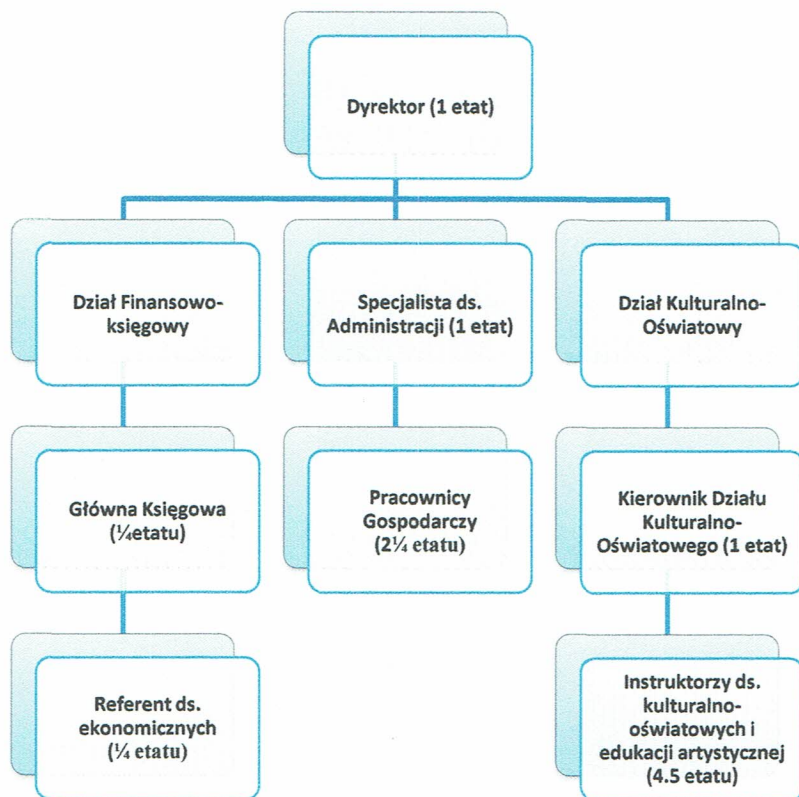 Dyrektor (1 etat)
Dział Finansowo-
księgowy
Specjalista ds.
Administracji (1 etat)
Dział Kulturalno-
Oświatowy
Główna Księgowa
(¼etatu)
Pracownicy
Gospodarczy
(2¼ etatu)
Kierownik Działu
Kulturalno-
Oświatowego (1 etat)
Referent ds.
ekonomicznych
(¼ etatu)
Instruktorzy ds.
kulturalno-
oświatowych i
edukacji artystycznej
(4.5 etatu)